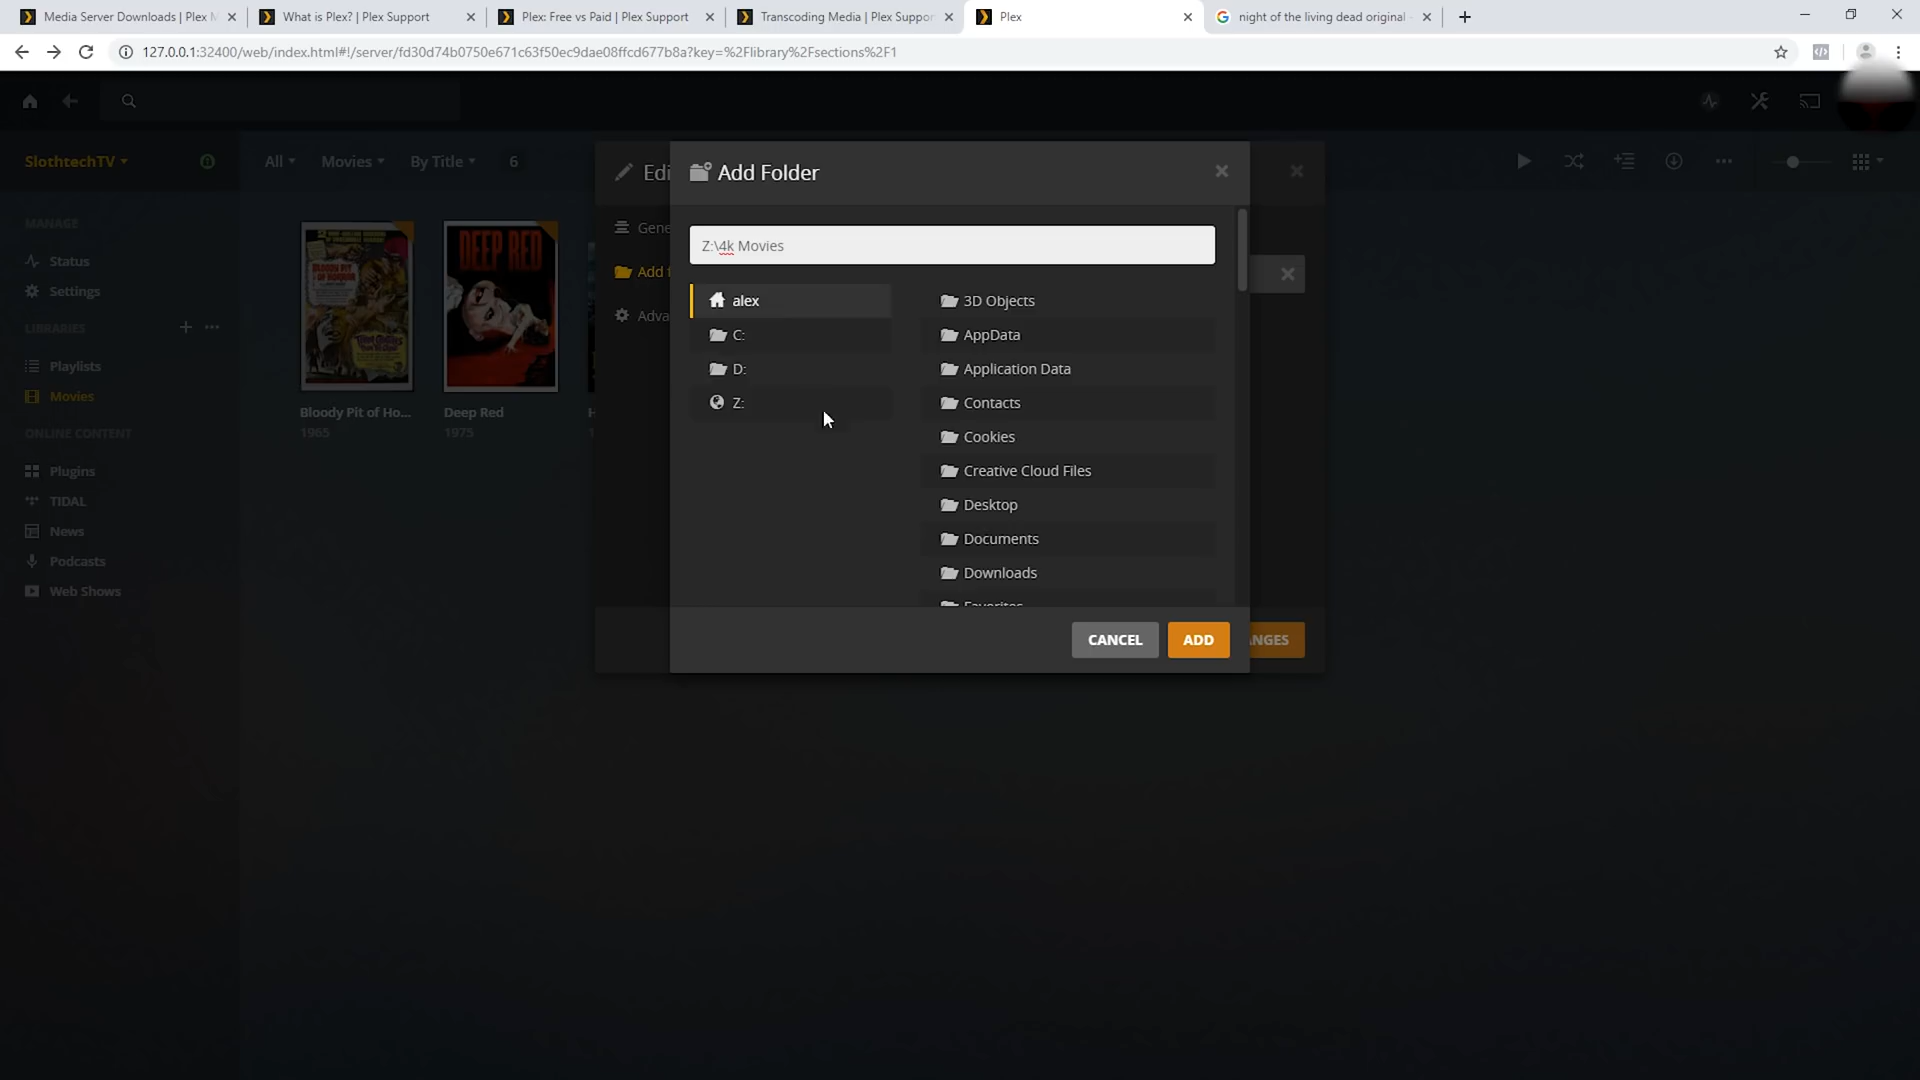 Media Server Downloads | Plex M
What is Plex? | Plex Support
Plex: Free vs Paid | Plex Support
Transcoding Media | Plex Suppor
Plex
night of the living dead original
127.0.0.1:32400/web/index.html#!/server/fd30d74b0750e671c63f50ec9dae08ffcd677b8a?key=%2Flibrary%2Fsections%2F1
SlothtechTV
All
Movies
By Title
6
MANAGE
Status
Settings
LIBRARIES
Playlists
Movies
ONLINE CONTENT
Plugins
TIDAL
News
Podcasts
Web Shows
DEEP RED
Bloody Pit of Ho...
1965
Deep Red
1975
Edi
Gene
Add f
Adva
Add Folder
Z:\4k Movies
alex
C:
D:
Z:
3D Objects
AppData
Application Data
Contacts
Cookies
Creative Cloud Files
Desktop
Documents
Downloads
Favorites
CANCEL
ADD
ANGES